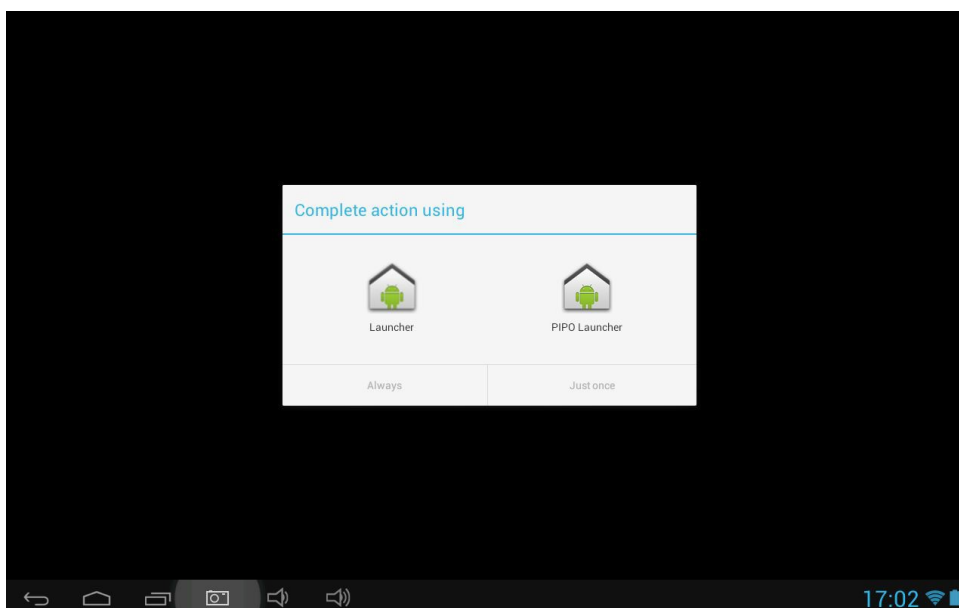 Complete action using
Launcher
PIPO Launcher
Always
Just once
17:02